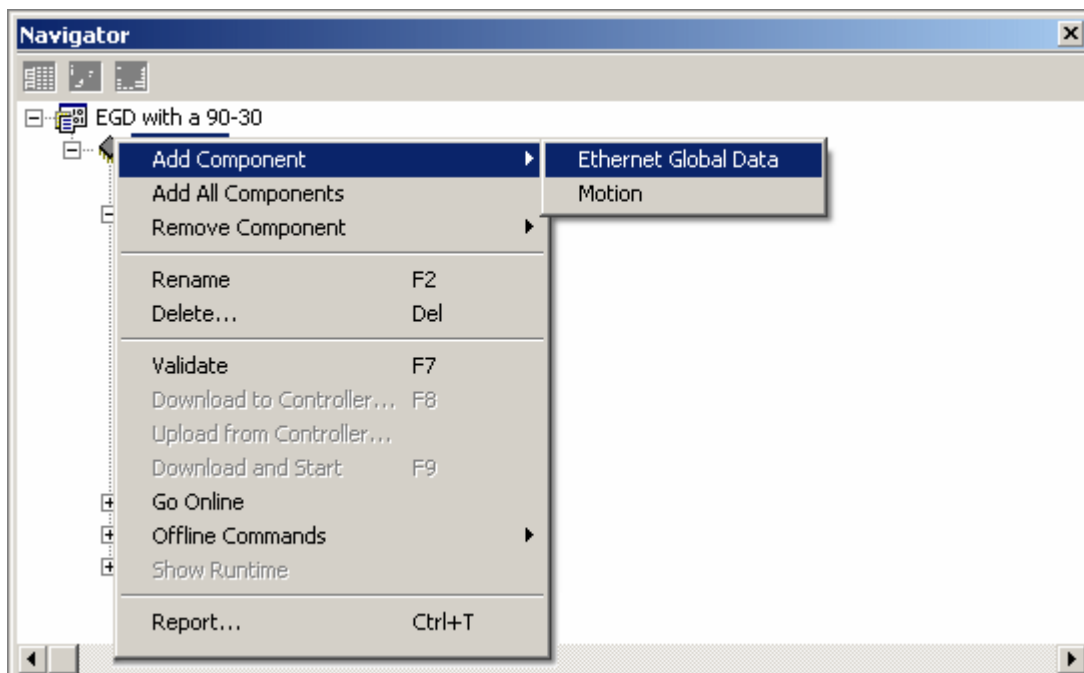 Navigator
EGD with a 90-30
Add Component
Ethernet Global Data
Add All Components
Motion
Remove Component
Rename F2
Delete... Del
Validate F7
Download to Controller... F8
Upload from Controller...
Download and Start F9
Go Online
Offline Commands
Show Runtime
Report... Ctrl+T